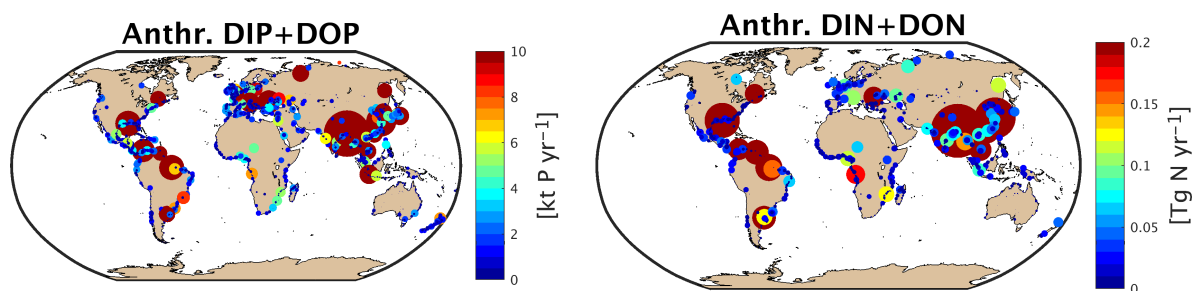 Anthr. DIP+DOP
10
8
6
4
2
0
[kt P yr−1]
Anthr. DIN+DON
0.2
0.15
0.1
0.05
0
[Tg N yr−1]